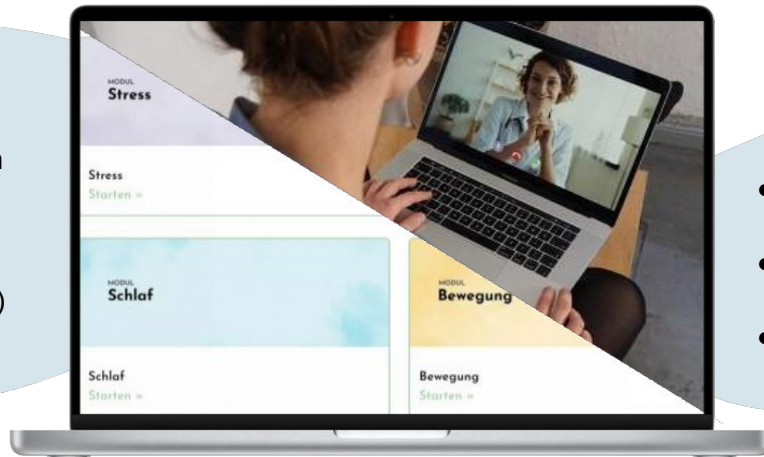 MODUL
Stress
Stress
Starten »
MODUL
Schlaf
Schlaf
Starten »
MODUL
Bewegung
Bewegung
Starten »
)